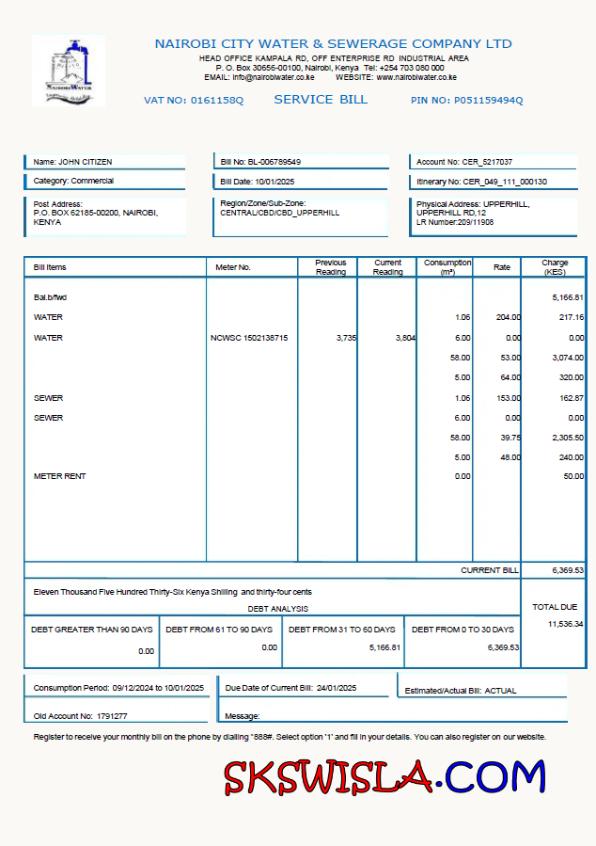 NAIROBI CITY WATER & SEWERAGE COMPANY LTD
HEAD OFFICE KAMPALA RD, OFF ENTERPRISE RD INDUSTRIAL AREA
P. O. Box 30656-00100, Nairobi, Kenya Tel: +254 703 080 000
EMAIL: info@nairobiwater.co.ke WEBSITE: www.nairobiwater.co.ke
VAT NO: 0161158Q SERVICE BILL PIN NO: P051159494Q
NAIROBI WATER
Name: JOHN CITIZEN Bill No: BL-006789549 Account No: CER_5217037
Category: Commercial Bill Date: 10/01/2025 Itinerary No: CER_049_111_000130
Post Address:
P.O. BOX 62185-00200, NAIROBI,
KENYA
Region/Zone/Sub-Zone:
CENTRAL/CBD/CBD_UPPERHILL
Physical Address: UPPERHILL,
UPPERHILL RD,12
LR Number:209/11908
Bill Items Meter No. Previous Reading Current Reading Consumption (m³) Rate Charge (KES)
Bal.b/fwd 5,166.81
WATER 1.06 204.00 217.16
WATER NCWSC 1502138715 3,735 3,804 6.00 0.00 0.00
58.00 53.00 3,074.00
5.00 64.00 320.00
SEWER 1.06 153.00 162.87
SEWER 6.00 0.00 0.00
58.00 39.75 2,305.50
5.00 48.00 240.00
METER RENT 0.00 50.00
CURRENT BILL 6,369.53
Eleven Thousand Five Hundred Thirty-Six Kenya Shilling and thirty-four cents
DEBT ANALYSIS
TOTAL DUE
11,536.34
DEBT GREATER THAN 90 DAYS DEBT FROM 61 TO 90 DAYS DEBT FROM 31 TO 60 DAYS DEBT FROM 0 TO 30 DAYS
0.00 0.00 5,166.81 6,369.53
Consumption Period: 09/12/2024 to 10/01/2025 Due Date of Current Bill: 24/01/2025 Estimated/Actual Bill: ACTUAL
Old Account No: 1791277 Message:
Register to receive your monthly bill on the phone by dialling *888#. Select option '1' and fill in your details. You can also register on our website.
SKSWISLA.COM